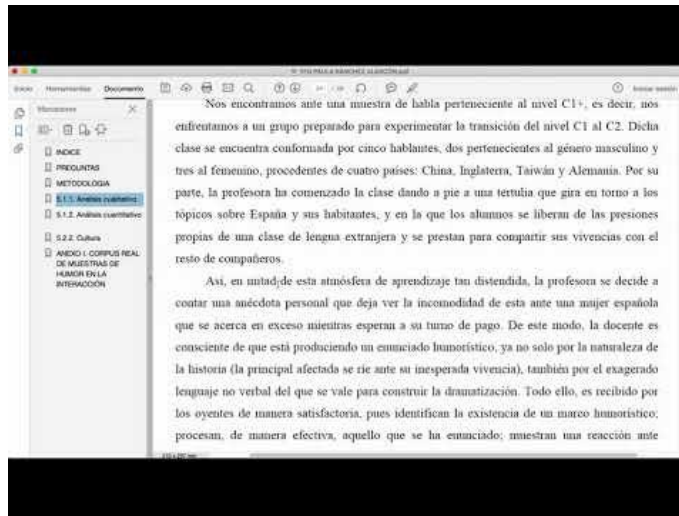 TFG PAULA SÁNCHEZ ALARCÓN.pdf
Inicio Herramientas Documento Iniciar sesión
Marcadores
ÍNDICE
PREGUNTAS
METODOLOGÍA
5.1.1. Análisis cualitativo
5.1.2. Análisis cuantitativo
5.2.2. Cultura
ANEXO I. CORPUS REAL
DE MUESTRAS DE
HUMOR EN LA
INTERACCIÓN
Nos encontramos ante una muestra de habla perteneciente al nivel C1+, es decir, nos
enfrentamos a un grupo preparado para experimentar la transición del nivel C1 al C2. Dicha
clase se encuentra conformada por cinco hablantes, dos pertenecientes al género masculino y
tres al femenino, procedentes de cuatro países: China, Inglaterra, Taiwán y Alemania. Por su
parte, la profesora ha comenzado la clase dando a pie a una tertulia que gira en torno a los
tópicos sobre España y sus habitantes, y en la que los alumnos se liberan de las presiones
propias de una clase de lengua extranjera y se prestan para compartir sus vivencias con el
resto de compañeros.
Así, en mitad de esta atmósfera de aprendizaje tan distendida, la profesora se decide a
contar una anécdota personal que deja ver la incomodidad de esta ante una mujer española
que se acerca en exceso mientras esperan a su turno de pago. De este modo, la docente es
consciente de que está produciendo un enunciado humorístico, ya no solo por la naturaleza de
la historia (la principal afectada se ríe ante su inesperada vivencia), también por el exagerado
lenguaje no verbal del que se vale para construir la dramatización. Todo ello, es recibido por
los oyentes de manera satisfactoria, pues identifican la existencia de un marco humorístico;
procesan, de manera efectiva, aquello que se ha enunciado; muestran una reacción ante
210 x 297 mm